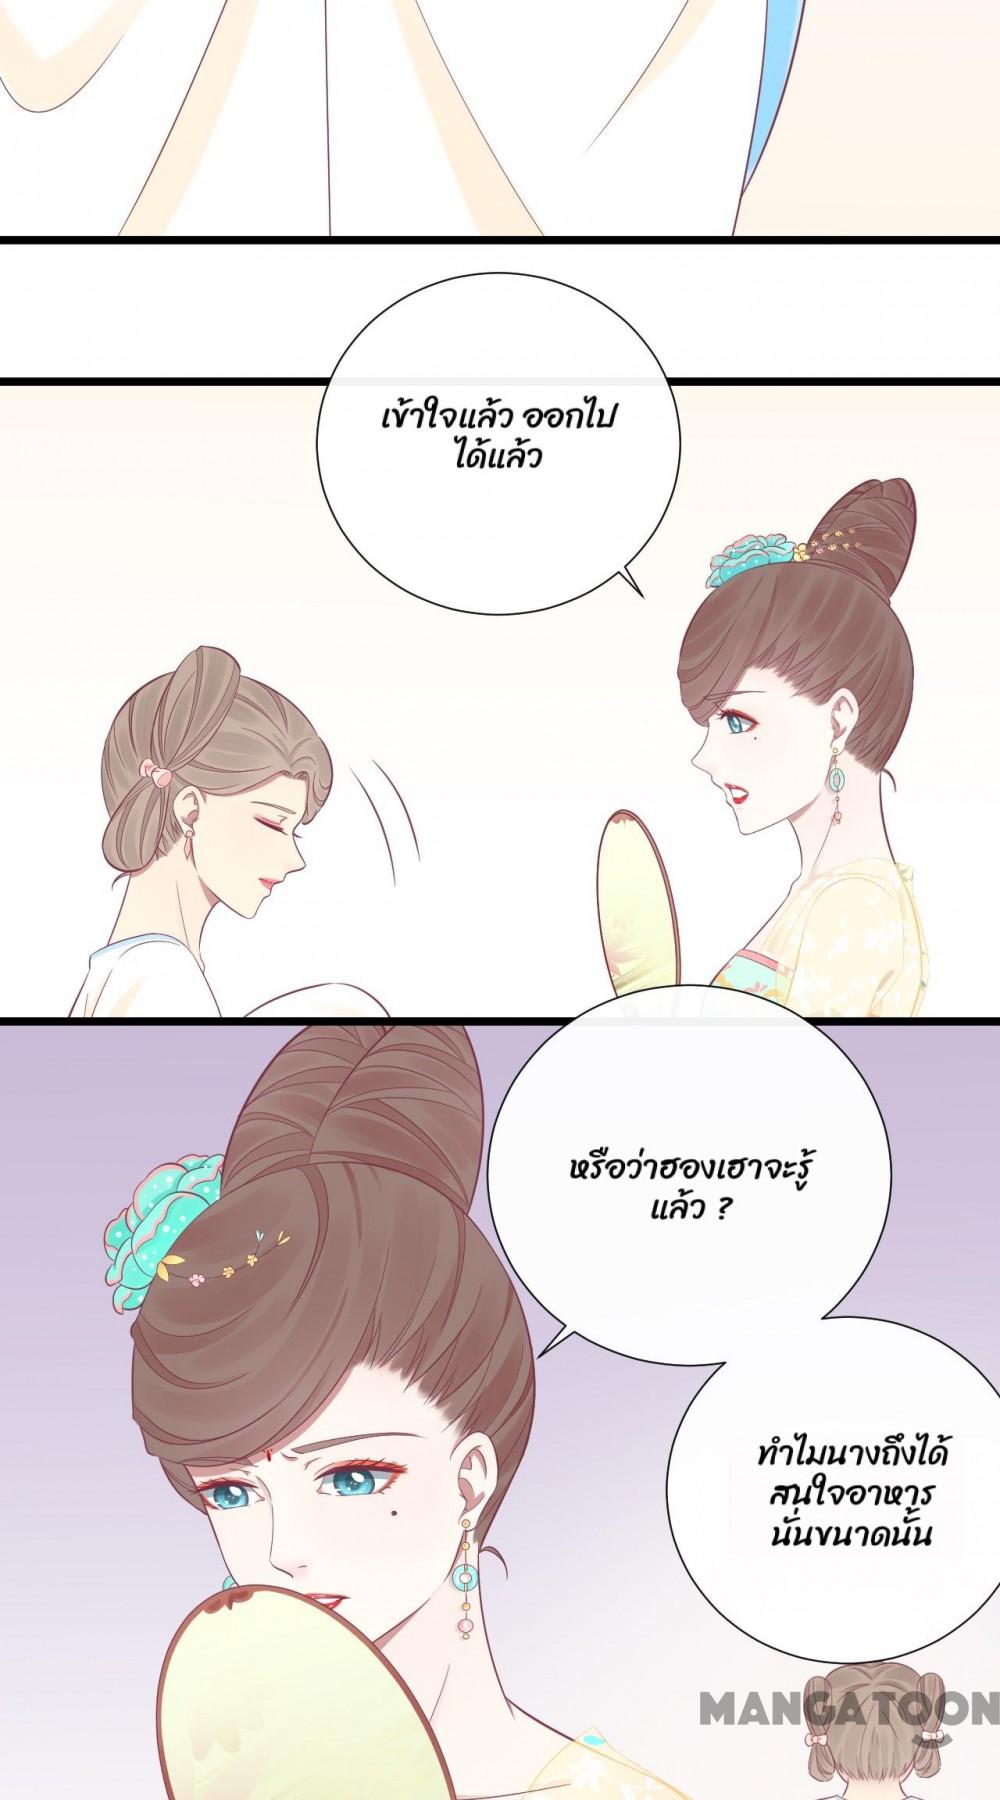 เข้าใจแล้ว ออกไป
ได้แล้ว
หรือว่าฮองเฮาจะรู้
แล้ว ?
ทำไมนางถึงได้
สนใจอาหาร
นั่นขนาดนั้น
MANGATOON